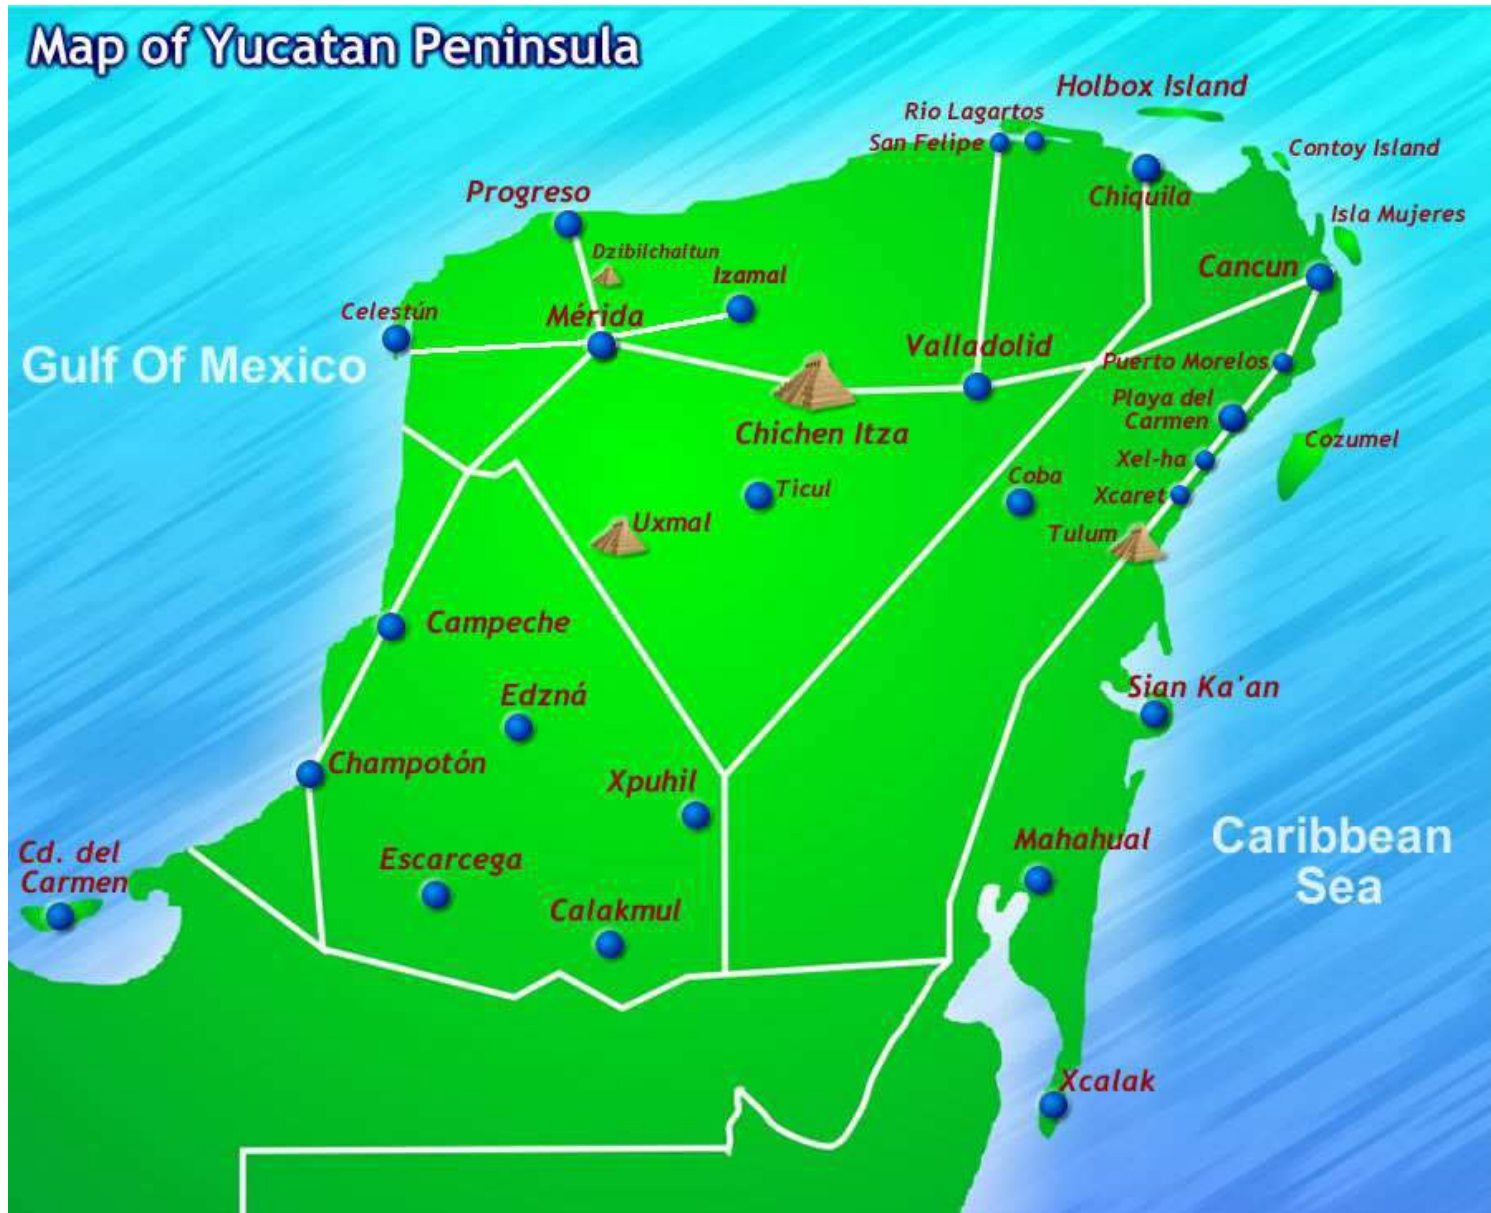 Map of Yucatan Peninsula
Holbox Island
Rio Lagartos
San Felipe
Contoy Island
Chiquila
Progreso
Isla Mujeres
Dzibilchaltun
Izamal
Cancun
Celestún
Mérida
Gulf Of Mexico
Valladolid
Puerto Morelos
Playa del
Carmen
Chichen Itza
Cozumel
Xel-ha
Coba
Ticul
Xcaret
Uxmal
Tulum
Campeche
Edzná
Sian Ka'an
Champotón
Xpuhil
Caribbean
Sea
Mahahual
Cd. del
Carmen
Escarcega
Calakmul
Xcalak